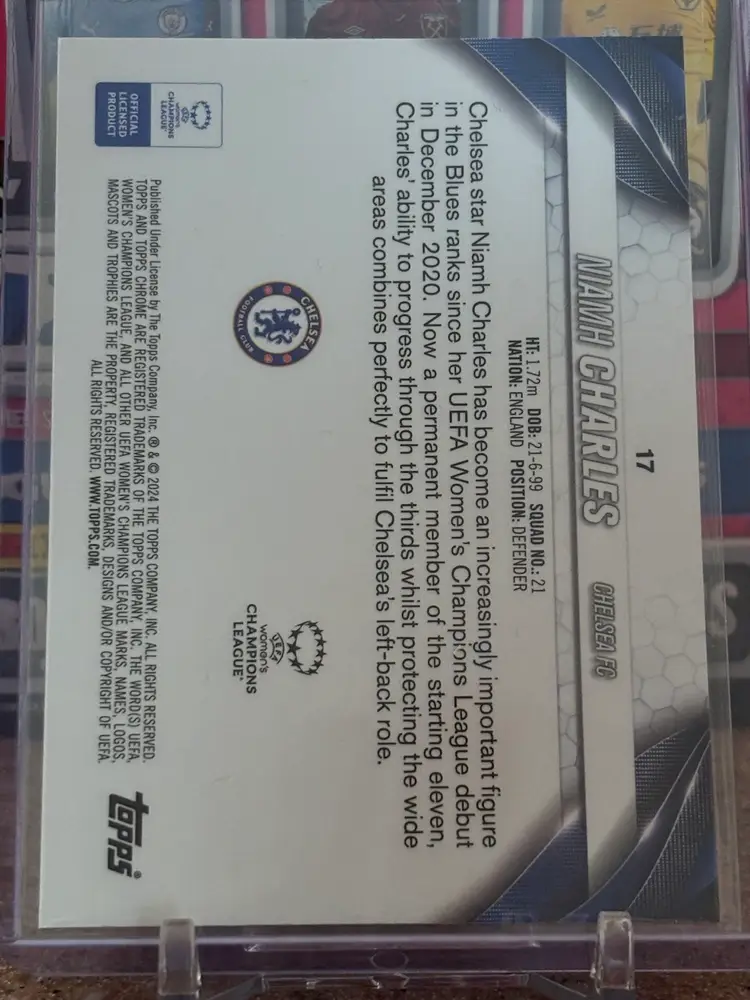 17
NIAMH CHARLES CHELSEA FC
HT: 1.72m DOB: 21-6-99 SQUAD NO.: 21
NATION: ENGLAND POSITION: DEFENDER
Chelsea star Niamh Charles has become an increasingly important figure
in the Blues ranks since her UEFA Women's Champions League debut
in December 2020. Now a permanent member of the starting eleven,
Charles' ability to progress through the thirds whilst protecting the wide
areas combines perfectly to fulfil Chelsea's left-back role.
CHELSEA
FOOTBALL CLUB
women's
UEFA
CHAMPIONS
LEAGUE
women's
UEFA
CHAMPIONS
LEAGUE
OFFICIAL
LICENSED
PRODUCT
Published Under License by The Topps Company, Inc. ® & © 2024 THE TOPPS COMPANY, INC. ALL RIGHTS RESERVED.
TOPPS AND TOPPS CHROME ARE REGISTERED TRADEMARKS OF THE TOPPS COMPANY, INC. THE WORD(S) UEFA,
WOMEN'S CHAMPIONS LEAGUE, AND ALL OTHER UEFA WOMEN'S CHAMPIONS LEAGUE MARKS, NAMES, LOGOS,
MASCOTS AND TROPHIES ARE THE PROPERTY, REGISTERED TRADEMARKS, DESIGNS AND/OR COPYRIGHT OF UEFA.
ALL RIGHTS RESERVED. WWW.TOPPS.COM.
topps®